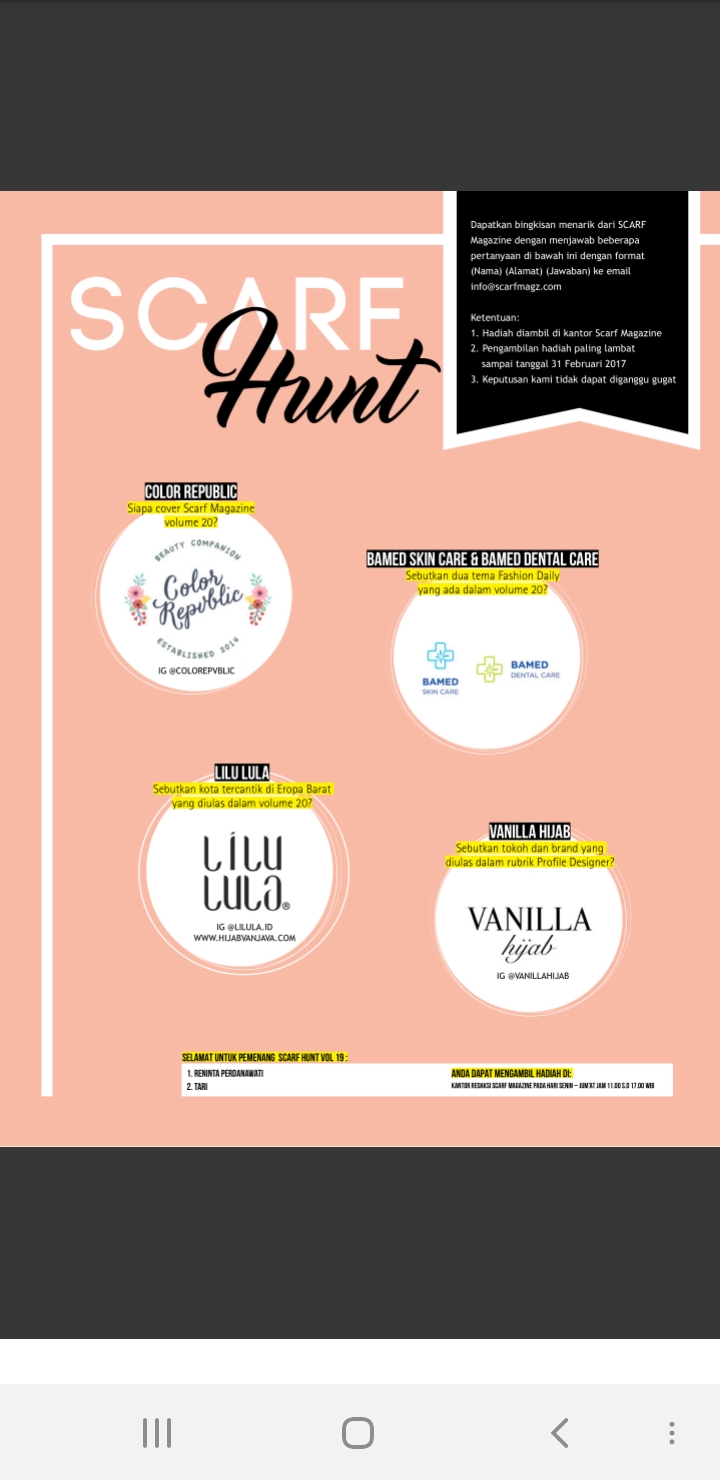 SCARF
Hunt
Dapatkan bingkisan menarik dari SCARF
Magazine dengan menjawab beberapa
pertanyaan di bawah ini dengan format
(Nama) (Alamat) (Jawaban) ke email
info@scarfmagz.com
Ketentuan:
1. Hadiah diambil di kantor Scarf Magazine
2. Pengambilan hadiah paling lambat
sampai tanggal 31 Februari 2017
3. Keputusan kami tidak dapat diganggu gugat
COLOR REPUBLIC
Siapa cover Scarf Magazine
volume 20?
BEAUTY COMPANION
Color
Repvblic
ESTABLISHED 2014
IG @COLOREPVBLIC
BAMED SKIN CARE & BAMED DENTAL CARE
Sebutkan dua tema Fashion Daily
yang ada dalam volume 20?
BAMED
SKIN CARE
BAMED
DENTAL CARE
LILU LULA
Sebutkan kota tercantik di Eropa Barat
yang diulas dalam volume 20?
LÍLU
LULA®
IG @LILULA.ID
WWW.HIJABVANJAVA.COM
VANILLA HIJAB
Sebutkan tokoh dan brand yang
diulas dalam rubrik Profile Designer?
VANILLA
hijab
IG @VANILLAHIJAB
SELAMAT UNTUK PEMENANG SCARF HUNT VOL 19 :
1. RENINTA PERDANAWATI
2. TARI
ANDA DAPAT MENGAMBIL HADIAH DI:
KANTOR REDAKSI SCARF MAGAZINE PADA HARI SENIN – JUM'AT JAM 11.00 S.D 17.00 WIB